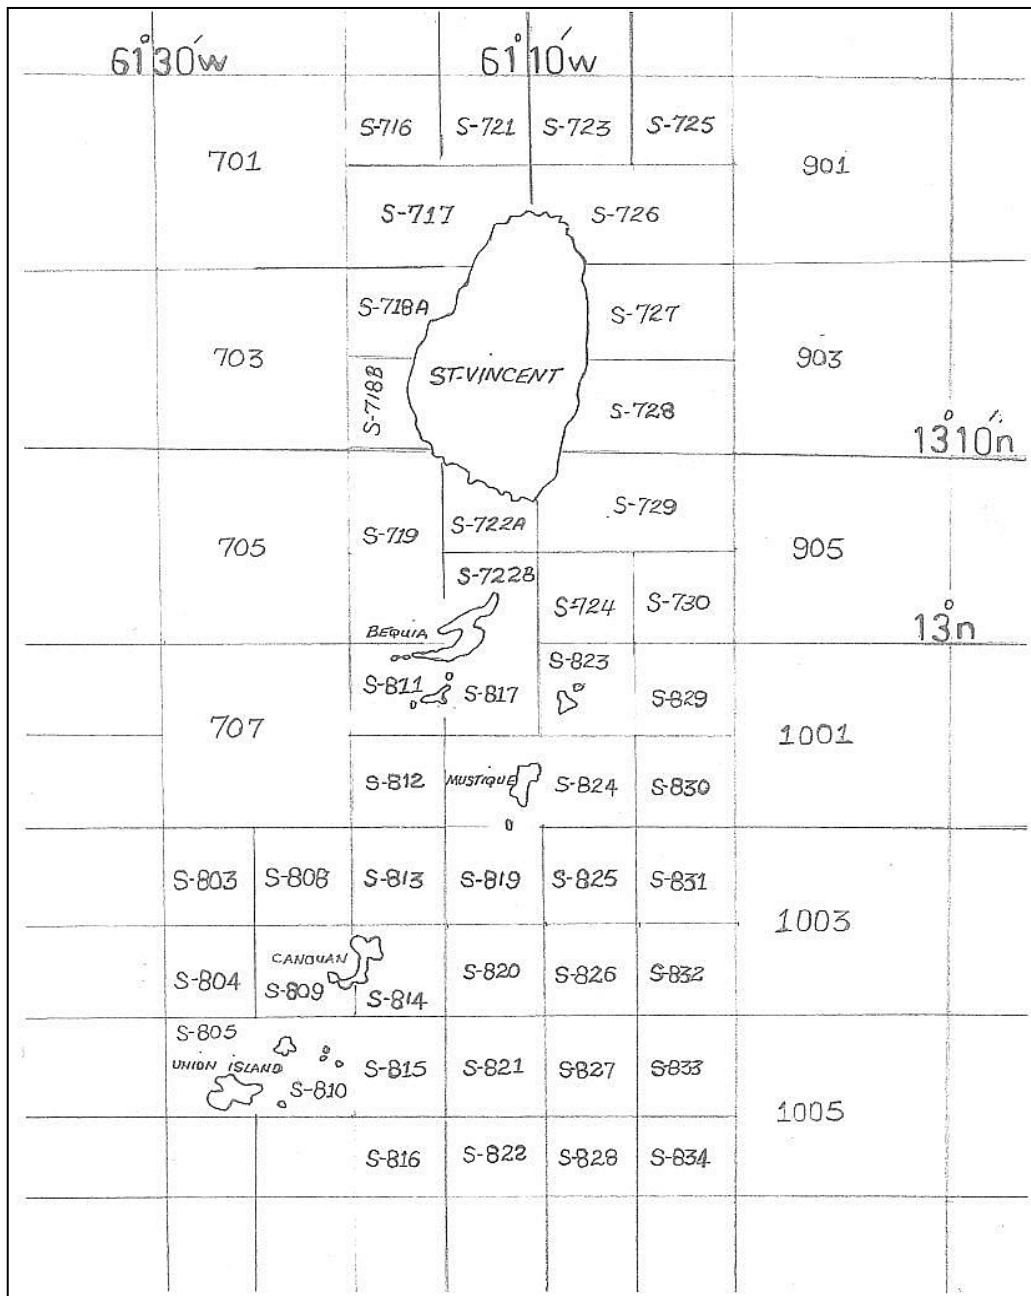 61°30′w 61°10′w
S-716 S-721 S-723 S-725
701 901
S-717 S-726
S-718A S-727
703 903
ST-VINCENT
S-718B S-728
13°10′n
S-719 S-722A S-729
705 905
S-722B
S-724 S-730
BEQUIA 13°n
S-823
S-811 S-817 S-829
707 1001
S-812 MUSTIQUE S-824 S-830
S-803 S-808 S-813 S-819 S-825 S-831
1003
CANOUAN
S-804 S-809 S-814 S-820 S-826 S-832
S-805
UNION ISLAND S-815 S-821 S-827 S-833
S-810
1005
S-816 S-822 S-828 S-834